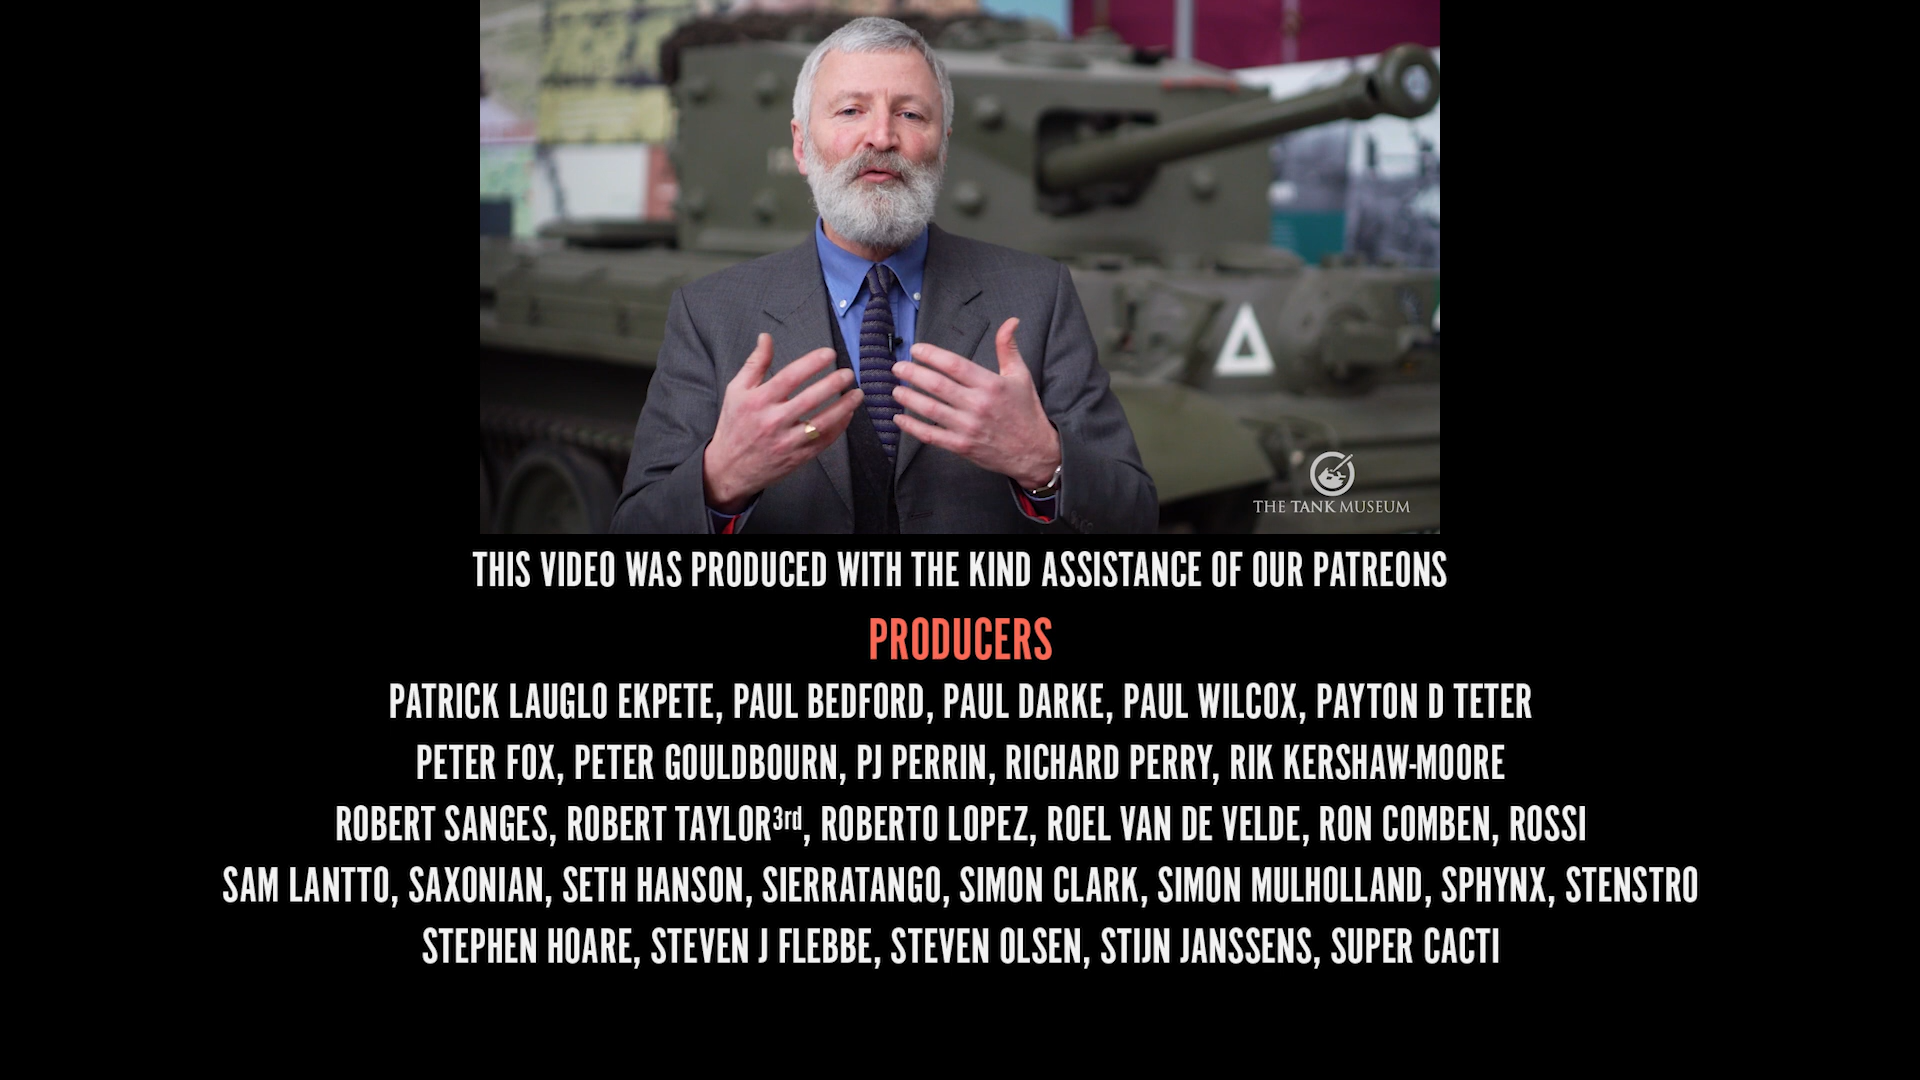 THE TANK MUSEUM
THIS VIDEO WAS PRODUCED WITH THE KIND ASSISTANCE OF OUR PATREONS
PRODUCERS
PATRICK LAUGLO EKPETE, PAUL BEDFORD, PAUL DARKE, PAUL WILCOX, PAYTON D TETER
PETER FOX, PETER GOULDBOURN, PJ PERRIN, RICHARD PERRY, RIK KERSHAW-MOORE
ROBERT SANGES, ROBERT TAYLOR3rd, ROBERTO LOPEZ, ROEL VAN DE VELDE, RON COMBEN, ROSSI
SAM LANTTO, SAXONIAN, SETH HANSON, SIERRATANGO, SIMON CLARK, SIMON MULHOLLAND, SPHYNX, STENSTRO
STEPHEN HOARE, STEVEN J FLEBBE, STEVEN OLSEN, STIJN JANSSENS, SUPER CACTI